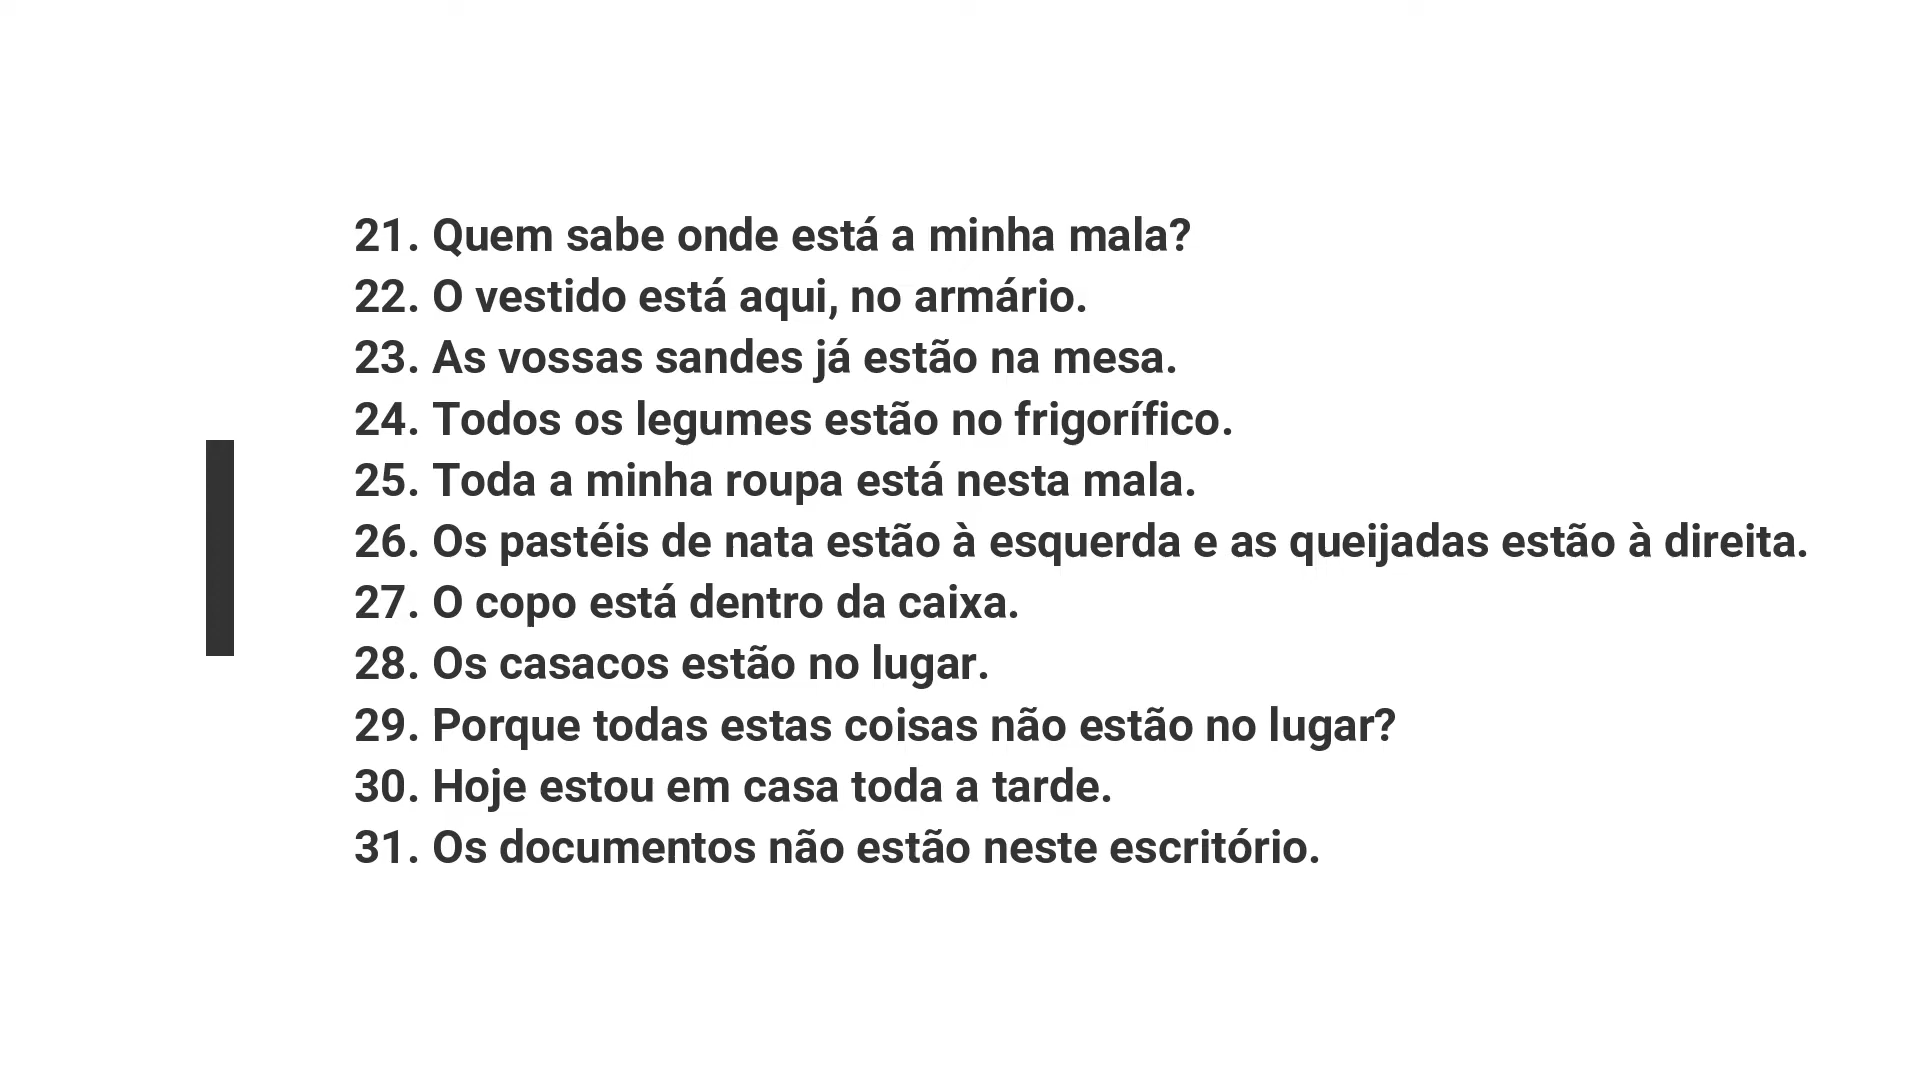 21. Quem sabe onde está a minha mala?
22. O vestido está aqui, no armário.
23. As vossas sandes já estão na mesa.
24. Todos os legumes estão no frigorífico.
25. Toda a minha roupa está nesta mala.
26. Os pastéis de nata estão à esquerda e as queijadas estão à direita.
27. O copo está dentro da caixa.
28. Os casacos estão no lugar.
29. Porque todas estas coisas não estão no lugar?
30. Hoje estou em casa toda a tarde.
31. Os documentos não estão neste escritório.